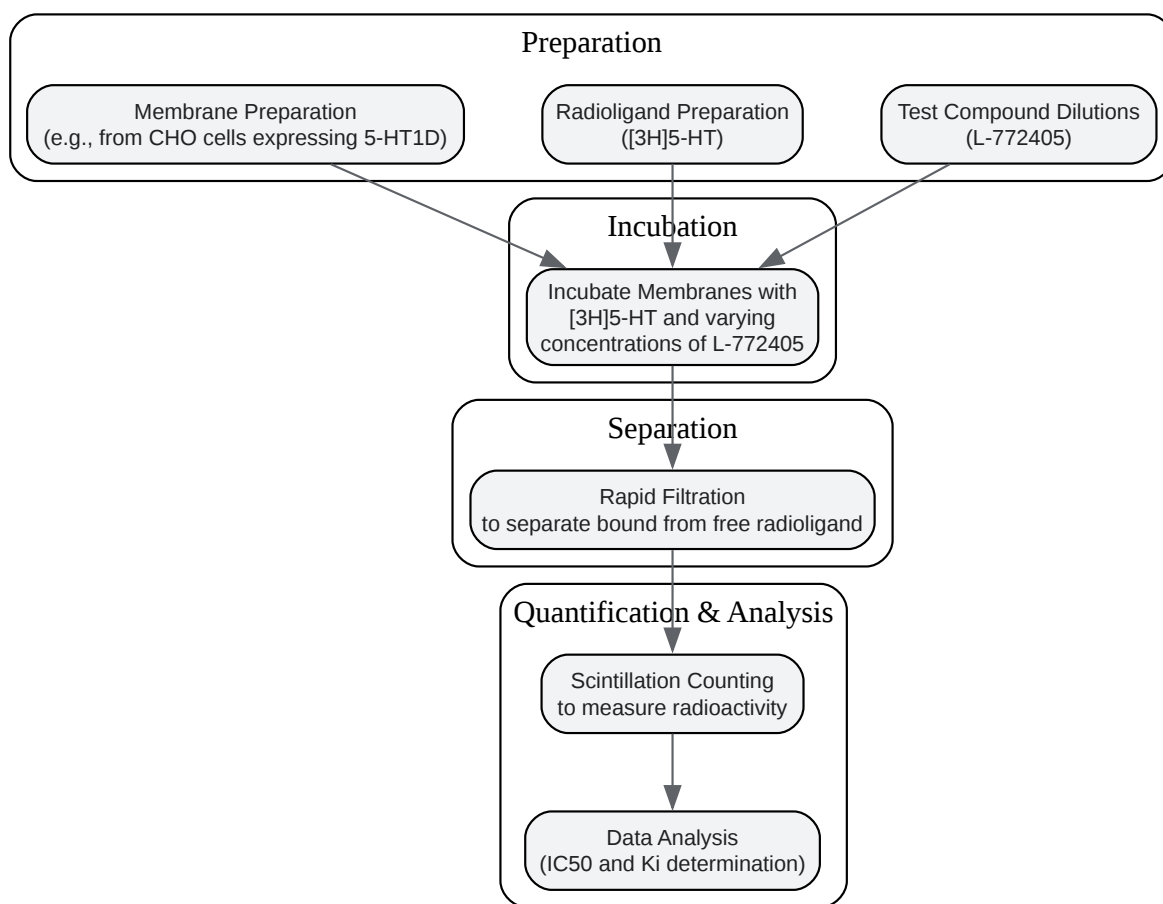 Preparation
Membrane Preparation
(e.g., from CHO cells expressing 5-HT1D)
Radioligand Preparation
([3H]5-HT)
Test Compound Dilutions
(L-772405)
Incubation
Incubate Membranes with
[3H]5-HT and varying
concentrations of L-772405
Separation
Rapid Filtration
to separate bound from free radioligand
Quantification & Analysis
Scintillation Counting
to measure radioactivity
Data Analysis
(IC50 and Ki determination)